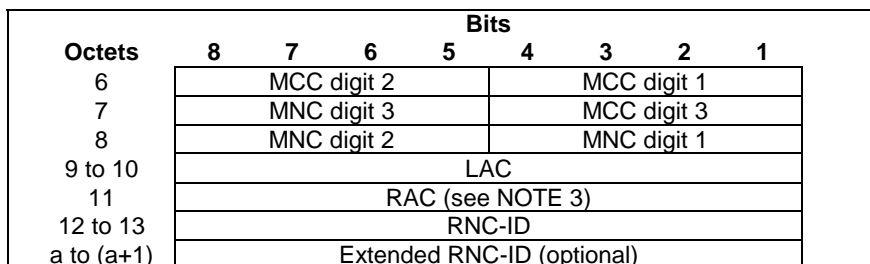 Bits
Octets 8 7 6 5 4 3 2 1
6 MCC digit 2 MCC digit 1
7 MNC digit 3 MCC digit 3
8 MNC digit 2 MNC digit 1
9 to 10 LAC
11 RAC (see NOTE 3)
12 to 13 RNC-ID
a to (a+1) Extended RNC-ID (optional)